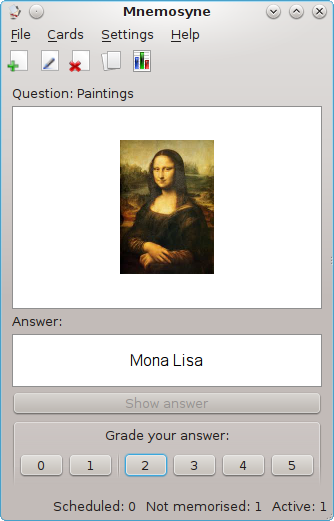 Mnemosyne
File Cards Settings Help
Question: Paintings
Answer:
Mona Lisa
Show answer
Grade your answer:
0 1 2 3 4 5
Scheduled: 0 Not memorised: 1 Active: 1